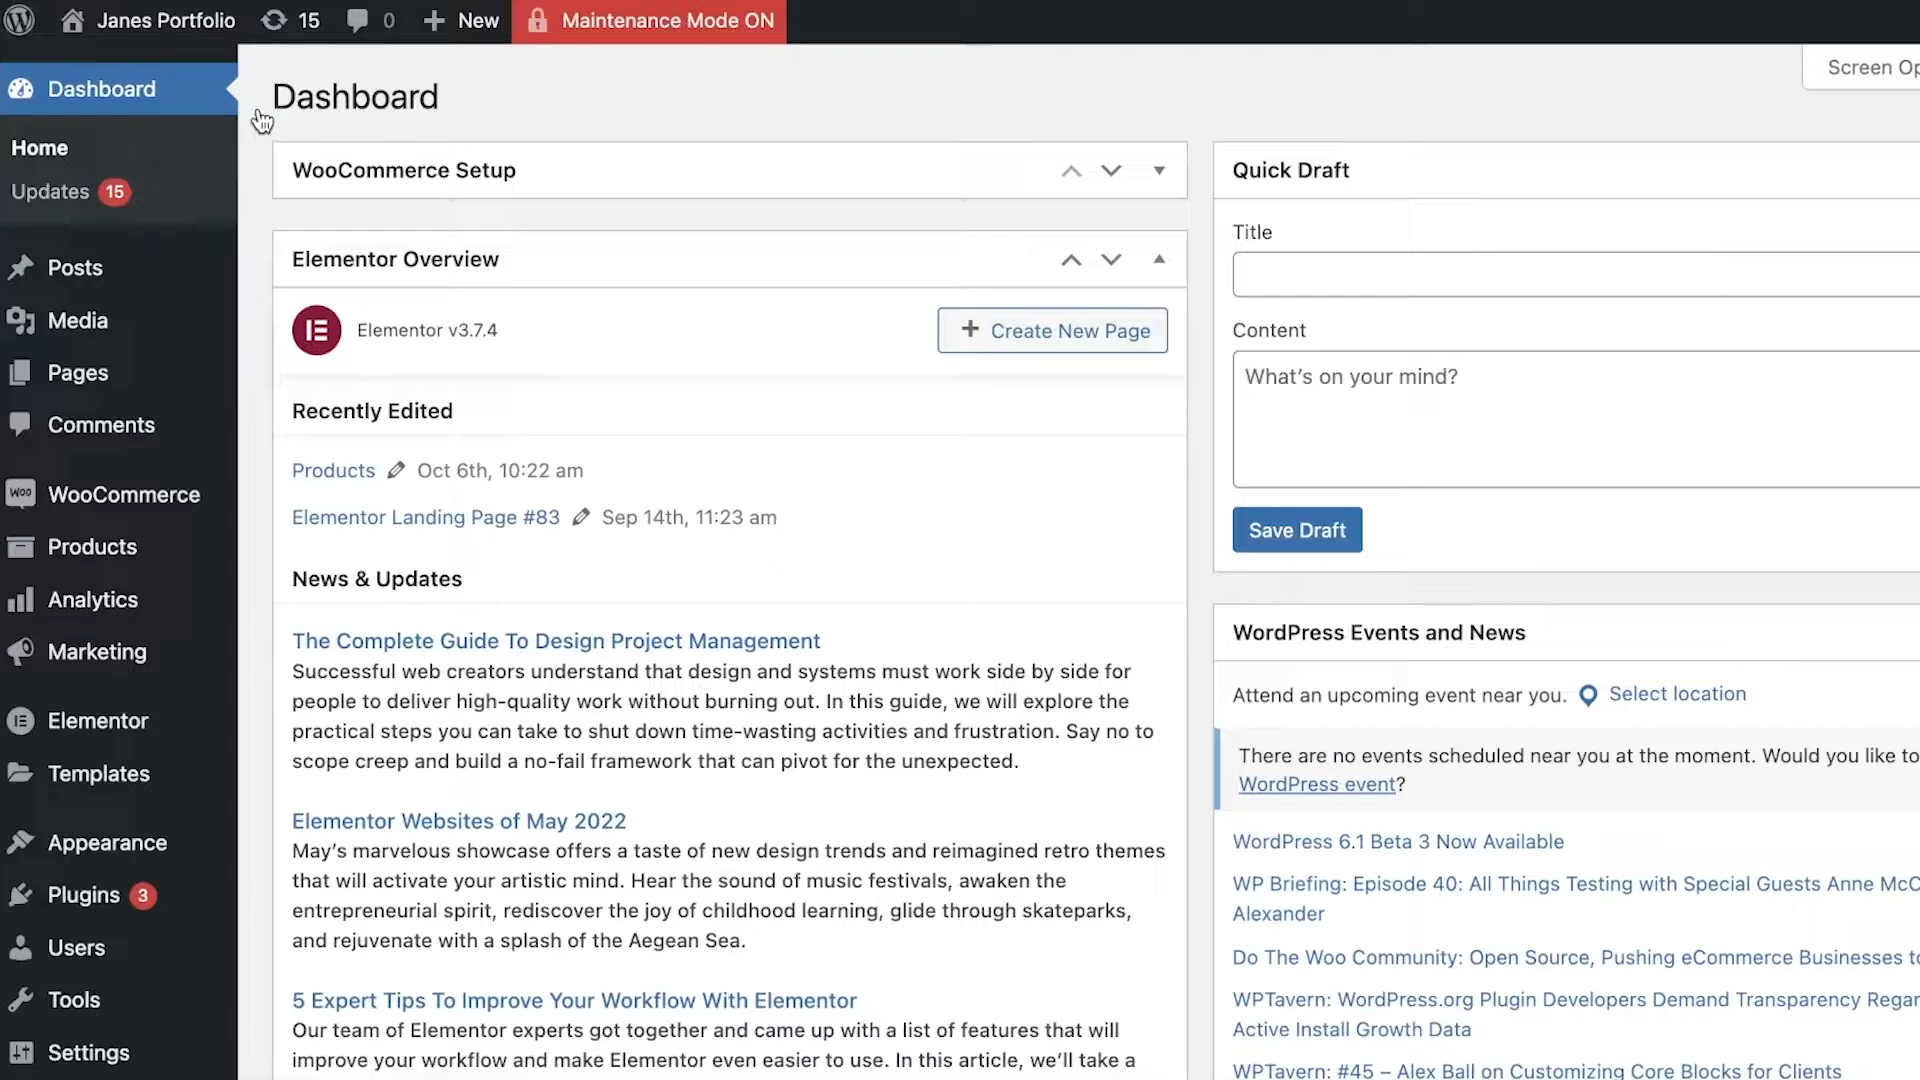 Janes Portfolio
15
0
New
Maintenance Mode ON
Screen Op
Dashboard
Home
Updates 15
Posts
Media
Pages
Comments
WooCommerce
Products
Analytics
Marketing
Elementor
Templates
Appearance
Plugins 3
Users
Tools
Settings
Dashboard
WooCommerce Setup
Elementor Overview
Elementor v3.7.4
+ Create New Page
Recently Edited
Products Oct 6th, 10:22 am
Elementor Landing Page #83 Sep 14th, 11:23 am
News & Updates
The Complete Guide To Design Project Management
Successful web creators understand that design and systems must work side by side for
people to deliver high-quality work without burning out. In this guide, we will explore the
practical steps you can take to shut down time-wasting activities and frustration. Say no to
scope creep and build a no-fail framework that can pivot for the unexpected.
Elementor Websites of May 2022
May's marvelous showcase offers a taste of new design trends and reimagined retro themes
that will activate your artistic mind. Hear the sound of music festivals, awaken the
entrepreneurial spirit, rediscover the joy of childhood learning, glide through skateparks,
and rejuvenate with a splash of the Aegean Sea.
5 Expert Tips To Improve Your Workflow With Elementor
Our team of Elementor experts got together and came up with a list of features that will
improve your workflow and make Elementor even easier to use. In this article, we'll take a
Quick Draft
Title
Content
What's on your mind?
Save Draft
WordPress Events and News
Attend an upcoming event near you. Select location
There are no events scheduled near you at the moment. Would you like to
WordPress event?
WordPress 6.1 Beta 3 Now Available
WP Briefing: Episode 40: All Things Testing with Special Guests Anne McC
Alexander
Do The Woo Community: Open Source, Pushing eCommerce Businesses to
WPTavern: WordPress.org Plugin Developers Demand Transparency Regar
Active Install Growth Data
WPTavern: #45 – Alex Ball on Customizing Core Blocks for Clients